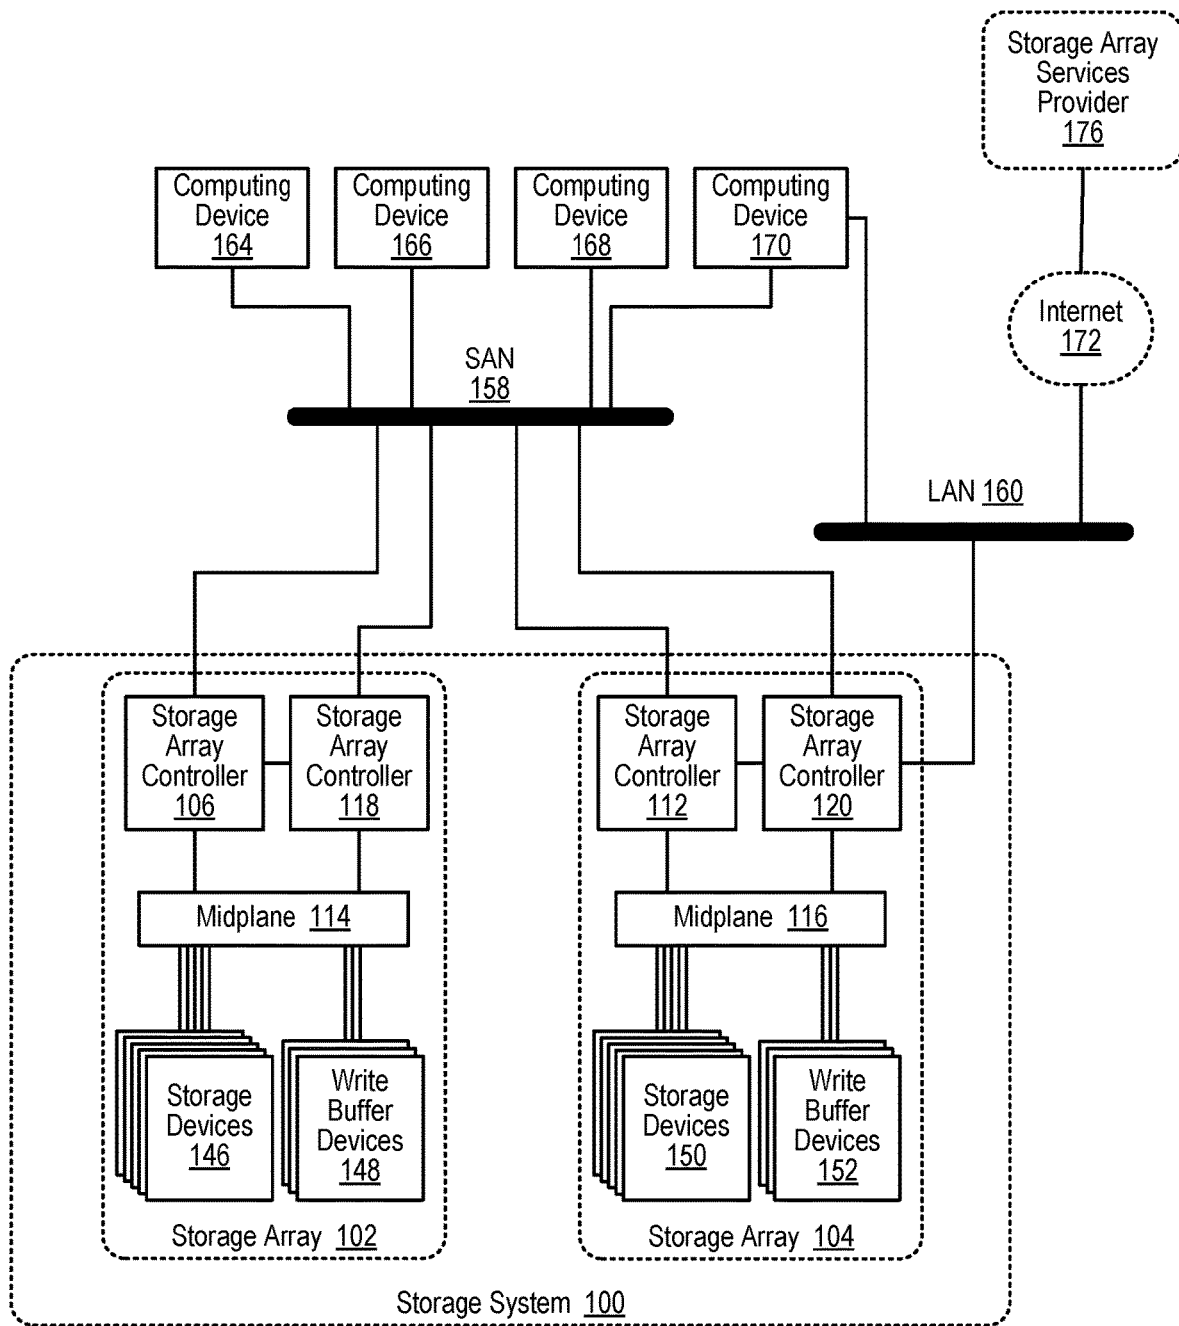 Storage Array
Services
Provider
176
Computing
Device
164
Computing
Device
166
Computing
Device
168
Computing
Device
170
Internet
172
SAN
158
LAN 160
Storage
Array
Controller
106
Storage
Array
Controller
118
Storage
Array
Controller
112
Storage
Array
Controller
120
Midplane 114
Midplane 116
Storage
Devices
146
Write
Buffer
Devices
148
Storage
Devices
150
Write
Buffer
Devices
152
Storage Array 102
Storage Array 104
Storage System 100